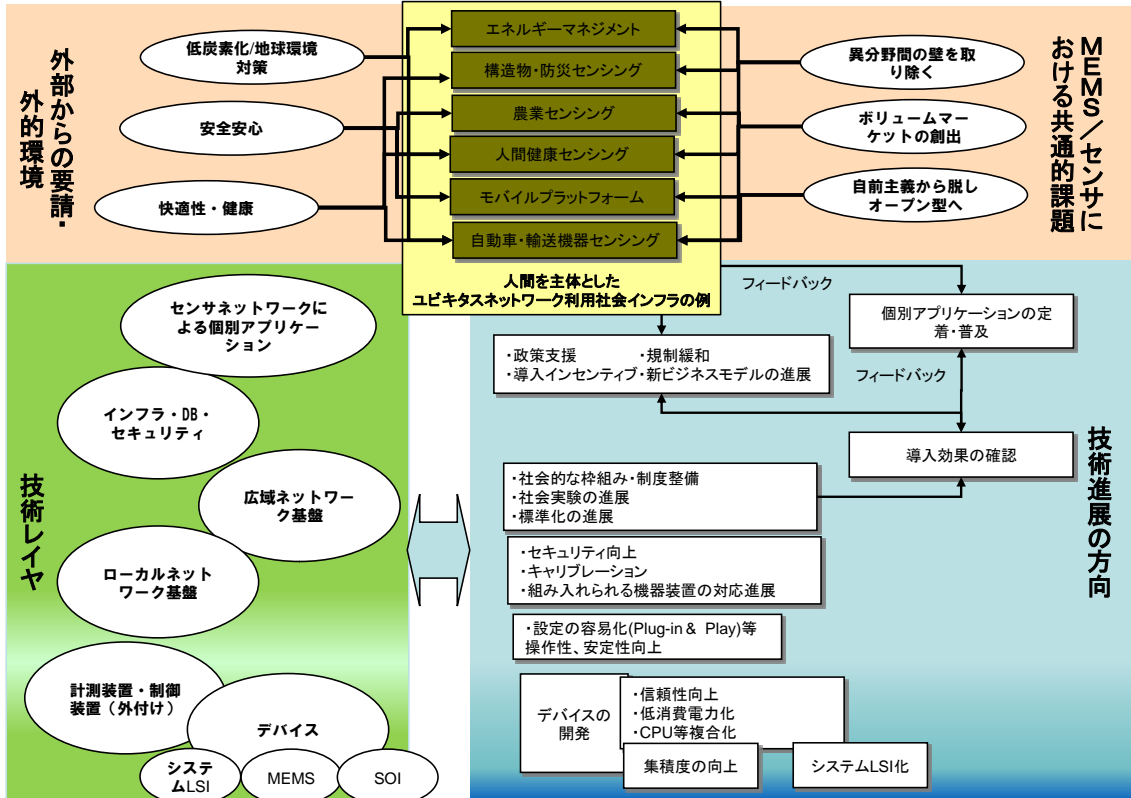 外部からの要請・
外的環境
低炭素化/地球環境
対策
安全安心
快適性・健康
エネルギーマネジメント
構造物・防災センシング
農業センシング
人間健康センシング
モバイルプラットフォーム
自動車・輸送機器センシング
人間を主体とした
ユビキタスネットワーク利用社会インフラの例
異分野間の壁を取
り除く
ボリュームマー
ケットの創出
自前主義から脱し
オープン型へ
MEMS/センサに
おける共通的課題
技術レイヤ
センサネットワークに
よる個別アプリケー
ション
インフラ・DB・
セキュリティ
広域ネットワー
ク基盤
ローカルネット
ワーク基盤
計測装置・制御
装置（外付け）
デバイス
システ
ムLSI
MEMS
SOI
フィードバック
個別アプリケーションの定
着・普及
・政策支援 ・規制緩和
・導入インセンティブ・新ビジネスモデルの進展
フィードバック
導入効果の確認
・社会的な枠組み・制度整備
・社会実験の進展
・標準化の進展
・セキュリティ向上
・キャリブレーション
・組み入れられる機器装置の対応進展
・設定の容易化(Plug-in & Play)等
操作性、安定性向上
デバイスの
開発
・信頼性向上
・低消費電力化
・CPU等複合化
集積度の向上
システムLSI化
技術進展の方向